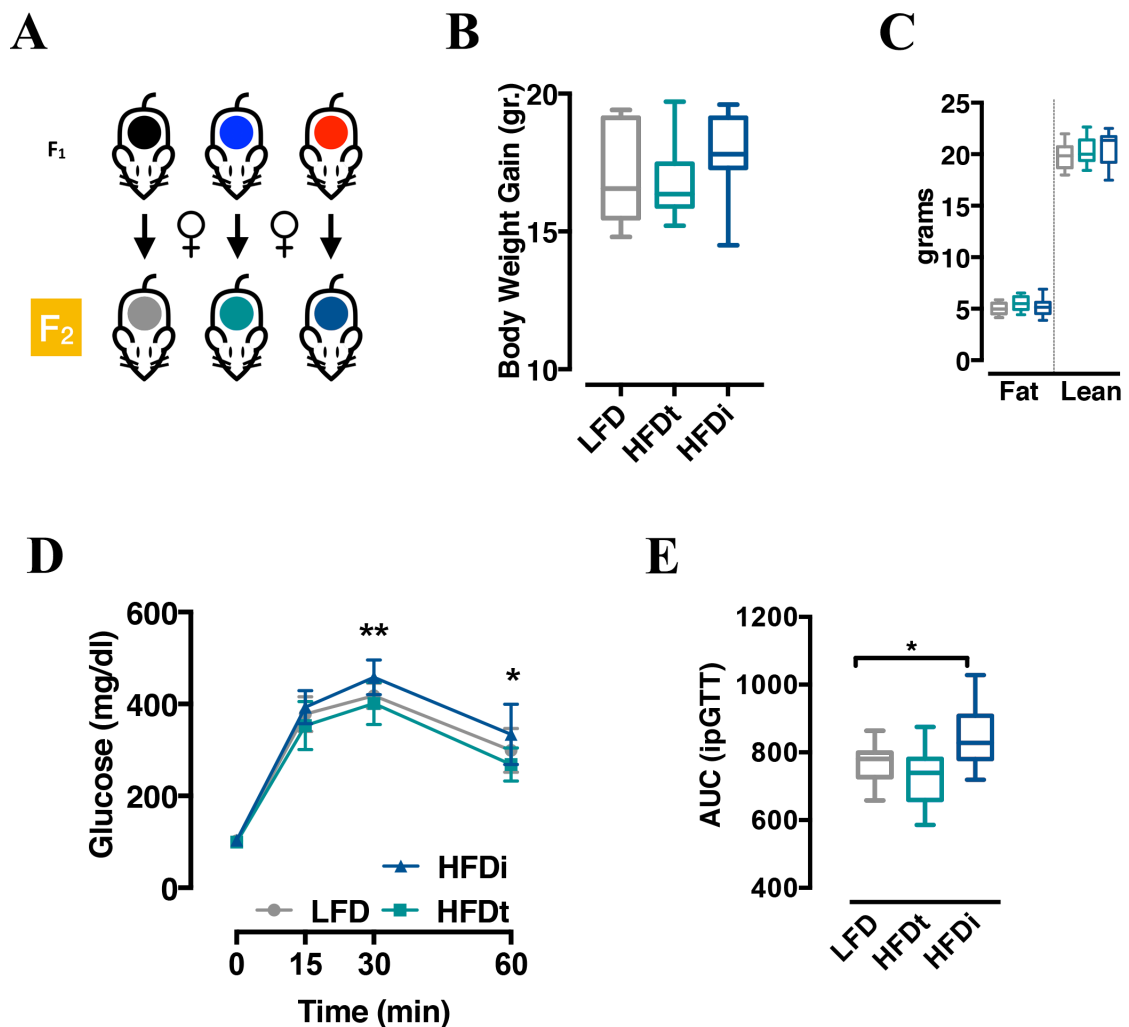 A
F₁
♀ ♀
F₂
B
Body Weight Gain (gr.)
20
15
10
LFD HFDt HFDi
C
grams
25
20
15
10
5
0
Fat Lean
D
Glucose (mg/dl)
600
400
200
0
**
*
HFDi
LFD HFDt
0 15 30 60
Time (min)
E
AUC (ipGTT)
1200
1000
800
600
400
*
LFD HFDt HFDi